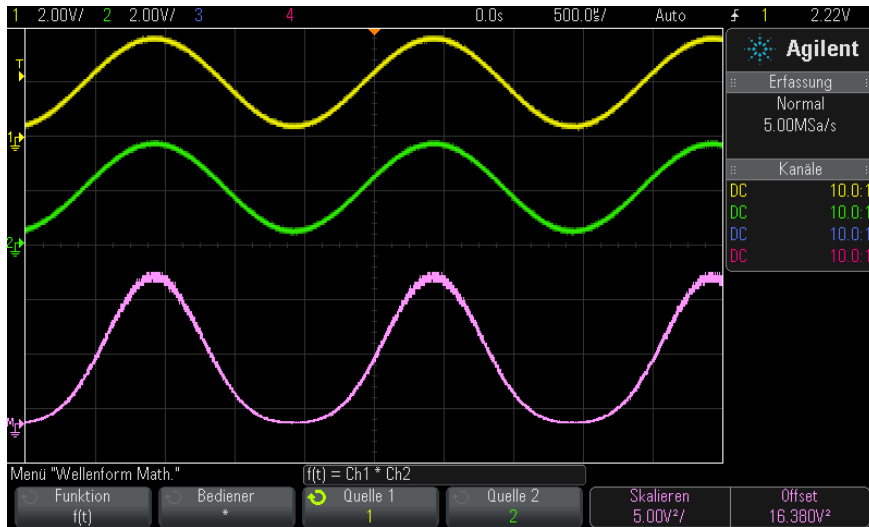 1 2.00V/ 2 2.00V/ 3 4 0.0s 500.0µs/ Auto 1 2.22V
Agilent
Erfassung
Normal
5.00MSa/s
Kanäle
DC 10.0:1
DC 10.0:1
DC 10.0:1
DC 10.0:1
T
1
2
M
Menü "Wellenform Math."
f(t) = Ch1 * Ch2
Funktion
f(t)
Bediener
*
Quelle 1
1
Quelle 2
2
Skalieren
5.00V²/
Offset
16.380V²